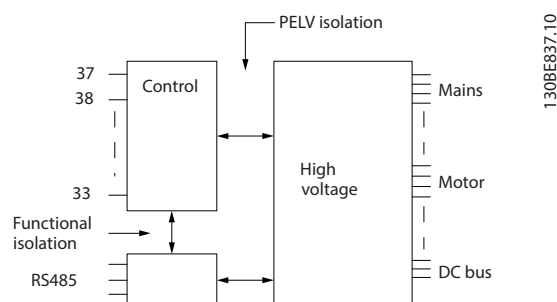 PELV isolation
130BE837.10
37
Control
38
Mains
High
voltage
Motor
33
Functional
isolation
RS485
DC bus